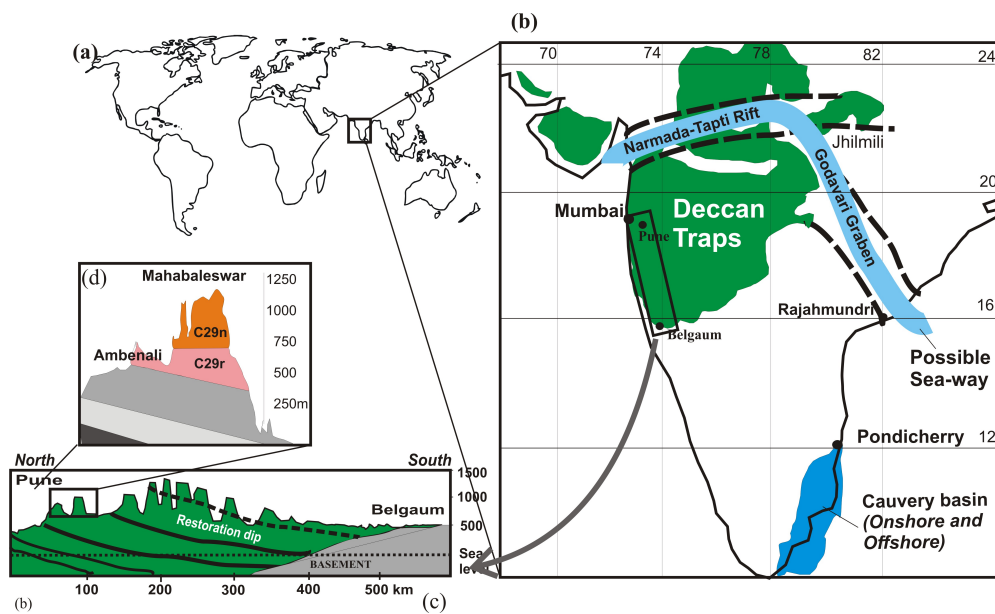 (a)
(b)
70
74
78
82
24
Narmada-Tapti Rift
Jhilmili
Godavari Graben
20
Mumbai
Pune
Deccan
Traps
Rajahmundri
16
Belgaum
Possible
Sea-way
Pondicherry
12
Cauvery basin
(Onshore and
Offshore)
(d)
Mahabaleswar
1250
1000
C29n
750
Ambenali
C29r
500
250m
North
South
Pune
1500
1000
Belgaum
500
Restoration dip
Sea
level
BASEMENT
100
200
300
400
500 km
(b)
(c)